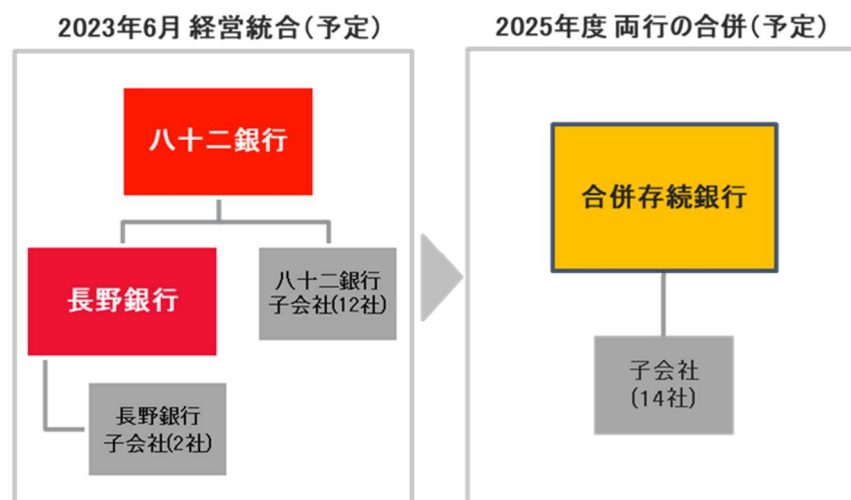 2023年6月 経営統合(予定)
八十二銀行
長野銀行
八十二銀行
子会社(12社)
長野銀行
子会社(2社)
2025年度 両行の合併(予定)
合併存続銀行
子会社
(14社)